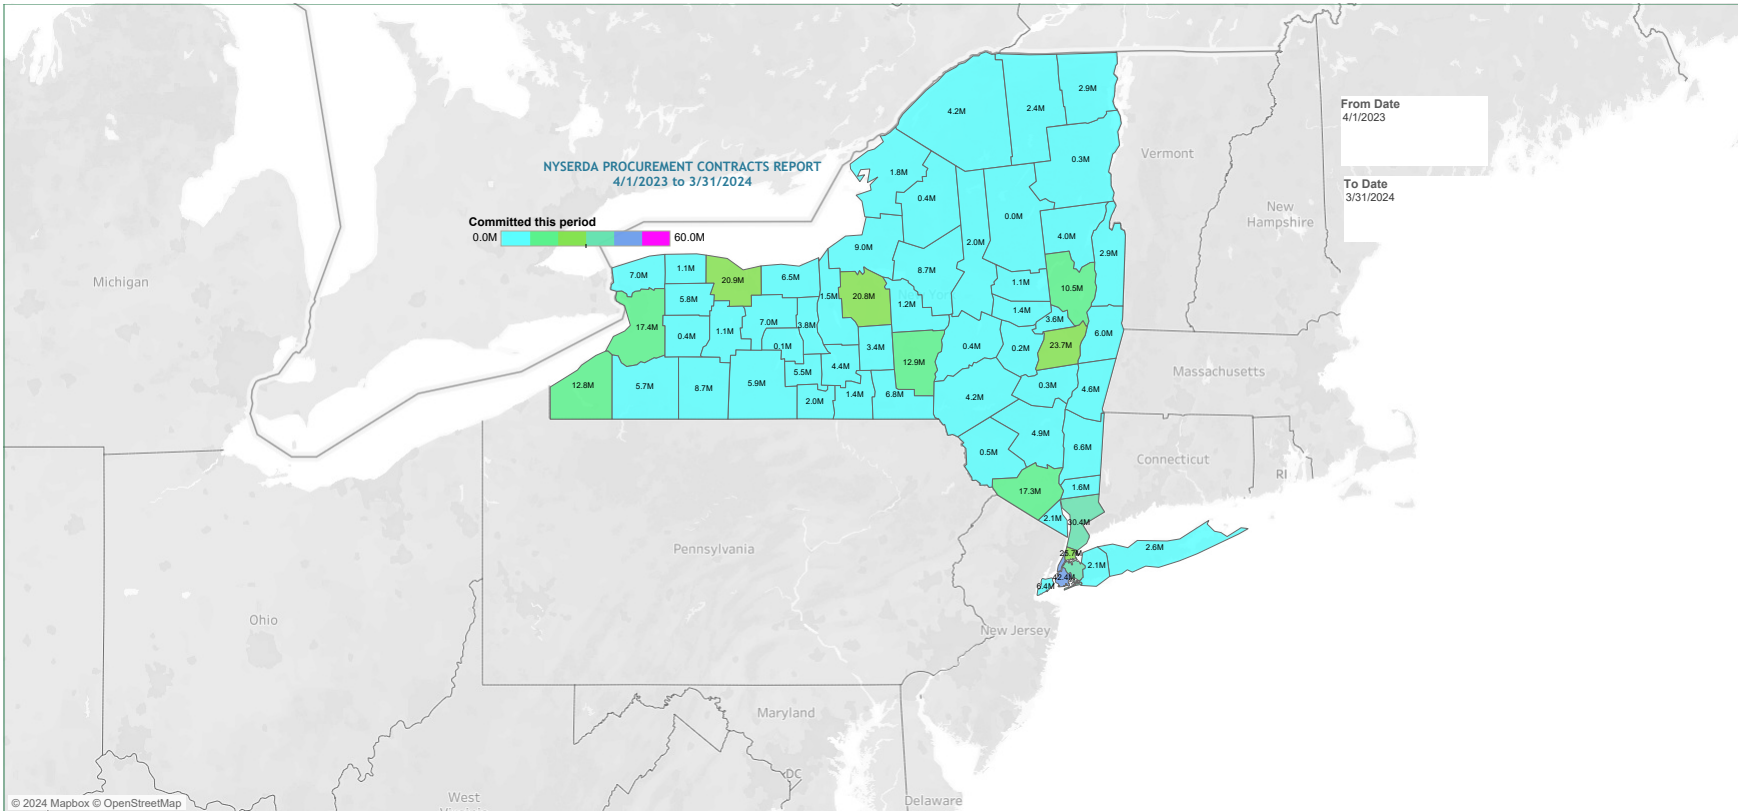 From Date
4/1/2023
To Date
3/31/2024
NYSERDA PROCUREMENT CONTRACTS REPORT
4/1/2023 to 3/31/2024
Committed this period
0.0M 60.0M
Michigan
Vermont
New
Hampshire
Massachusetts
Connecticut
RI
Pennsylvania
Ohio
New Jersey
Maryland
DC
West
Delaware
4.2M
2.4M
2.9M
0.3M
1.8M
0.4M
0.0M
2.0M
4.0M
2.9M
9.0M
8.7M
7.0M
1.1M
20.9M
6.5M
1.5M
20.8M
1.2M
1.1M
10.5M
5.8M
17.4M
0.4M
1.1M
7.0M
3.8M
0.1M
3.4M
12.9M
0.4M
1.4M
3.6M
0.2M
23.7M
6.0M
12.8M
5.7M
8.7M
5.9M
5.5M
4.4M
2.0M
1.4M
6.8M
4.2M
0.3M
4.6M
0.5M
4.9M
6.6M
17.3M
1.6M
2.1M
30.4M
25.7M
42.4M
6.4M
2.1M
2.6M
© 2024 Mapbox © OpenStreetMap